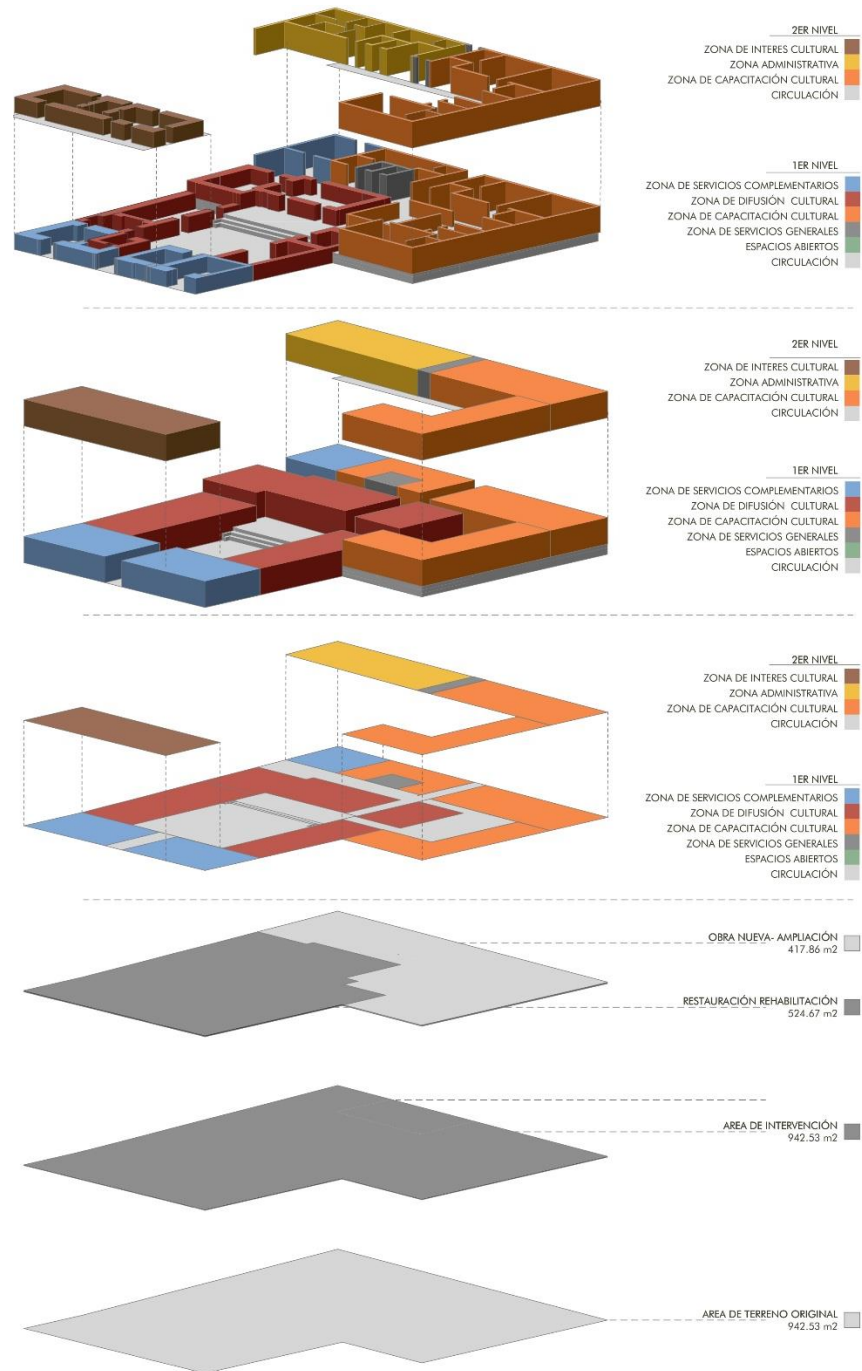 2ER NIVEL
ZONA DE INTERES CULTURAL
ZONA ADMINISTRATIVA
ZONA DE CAPACITACIÓN CULTURAL
CIRCULACIÓN
1ER NIVEL
ZONA DE SERVICIOS COMPLEMENTARIOS
ZONA DE DIFUSIÓN CULTURAL
ZONA DE CAPACITACIÓN CULTURAL
ZONA DE SERVICIOS GENERALES
ESPACIOS ABIERTOS
CIRCULACIÓN
2ER NIVEL
ZONA DE INTERES CULTURAL
ZONA ADMINISTRATIVA
ZONA DE CAPACITACIÓN CULTURAL
CIRCULACIÓN
1ER NIVEL
ZONA DE SERVICIOS COMPLEMENTARIOS
ZONA DE DIFUSIÓN CULTURAL
ZONA DE CAPACITACIÓN CULTURAL
ZONA DE SERVICIOS GENERALES
ESPACIOS ABIERTOS
CIRCULACIÓN
2ER NIVEL
ZONA DE INTERES CULTURAL
ZONA ADMINISTRATIVA
ZONA DE CAPACITACIÓN CULTURAL
CIRCULACIÓN
1ER NIVEL
ZONA DE SERVICIOS COMPLEMENTARIOS
ZONA DE DIFUSIÓN CULTURAL
ZONA DE CAPACITACIÓN CULTURAL
ZONA DE SERVICIOS GENERALES
ESPACIOS ABIERTOS
CIRCULACIÓN
OBRA NUEVA- AMPLIACIÓN
417.86 m2
RESTAURACIÓN REHABILITACIÓN
524.67 m2
AREA DE INTERVENCIÓN
942.53 m2
AREA DE TERRENO ORIGINAL
942.53 m2